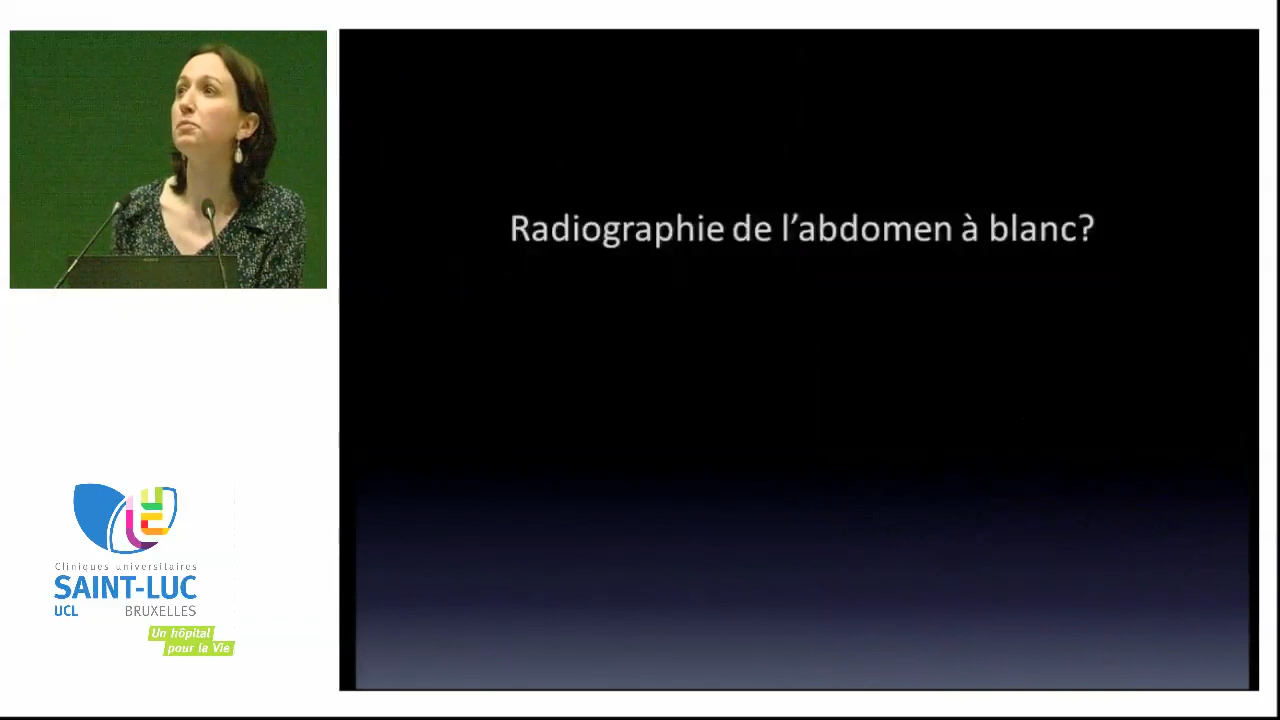 Radiographie de l’abdomen à blanc?
Cliniques universitaires
SAINT-LUC
UCL BRUXELLES
Un hôpital
pour la Vie